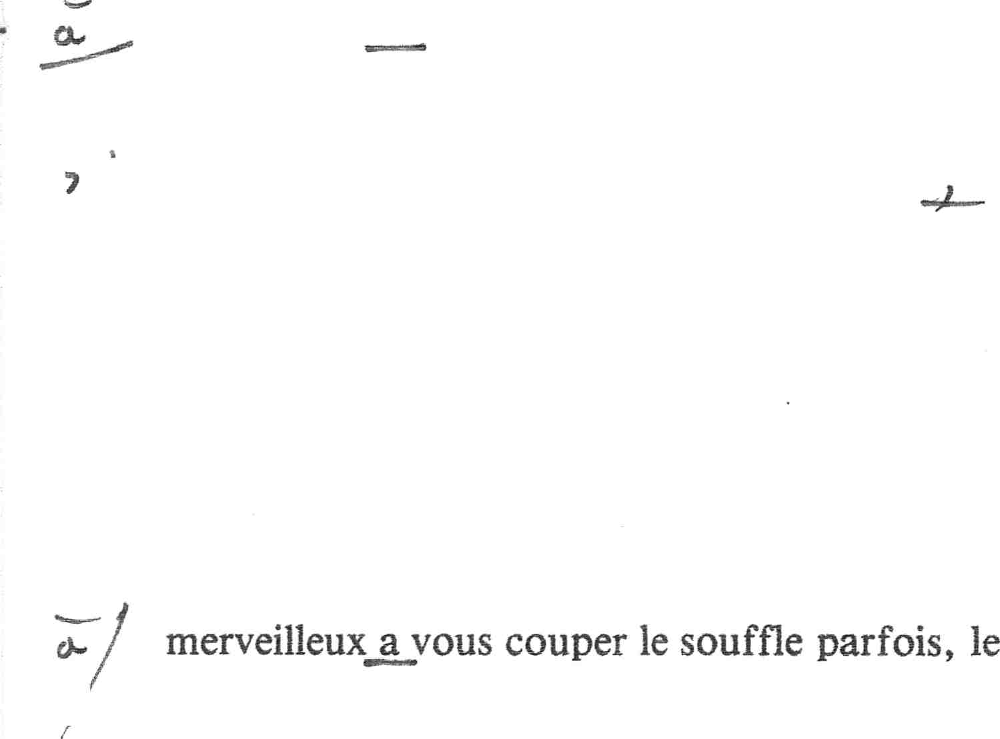 a
,
,
a merveilleux a vous couper le souffle parfois, le